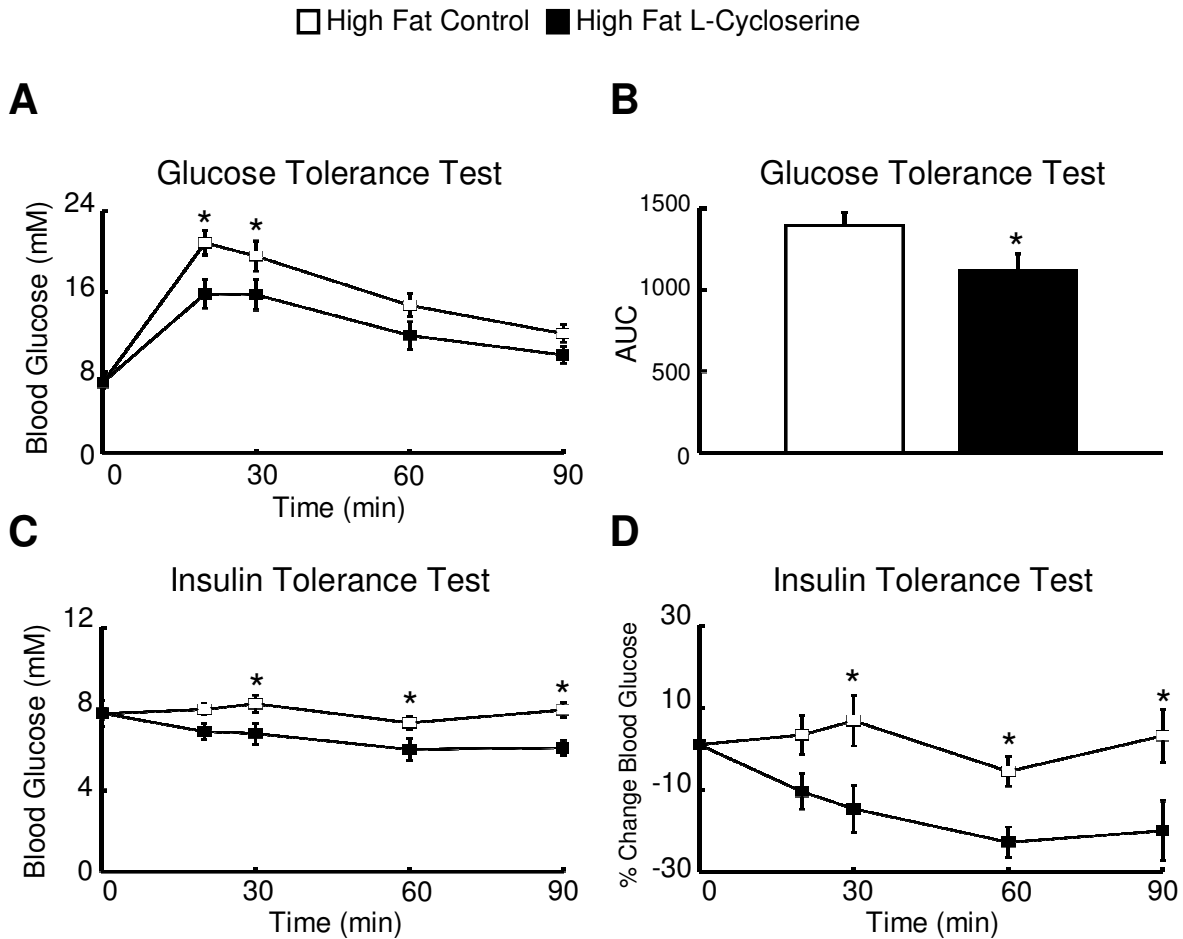 High Fat Control High Fat L-Cycloserine
A
Glucose Tolerance Test
Blood Glucose (mM)
24
16
8
0
0 30 60 90
Time (min)
* *
B
Glucose Tolerance Test
AUC
1500
1000
500
0
*
C
Insulin Tolerance Test
Blood Glucose (mM)
12
8
4
0
0 30 60 90
Time (min)
* * *
D
Insulin Tolerance Test
% Change Blood Glucose
30
10
-10
-30
0 30 60 90
Time (min)
* * *